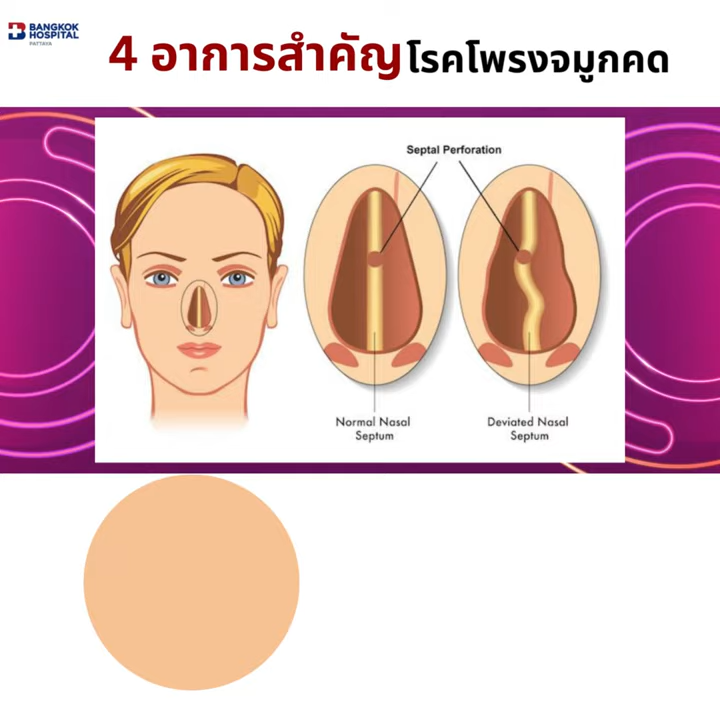 BANGKOK
HOSPITAL
PATTAYA
4 อาการสำคัญโรคโพรงจมูกคด
Septal Perforation
Normal Nasal
Septum
Deviated Nasal
Septum